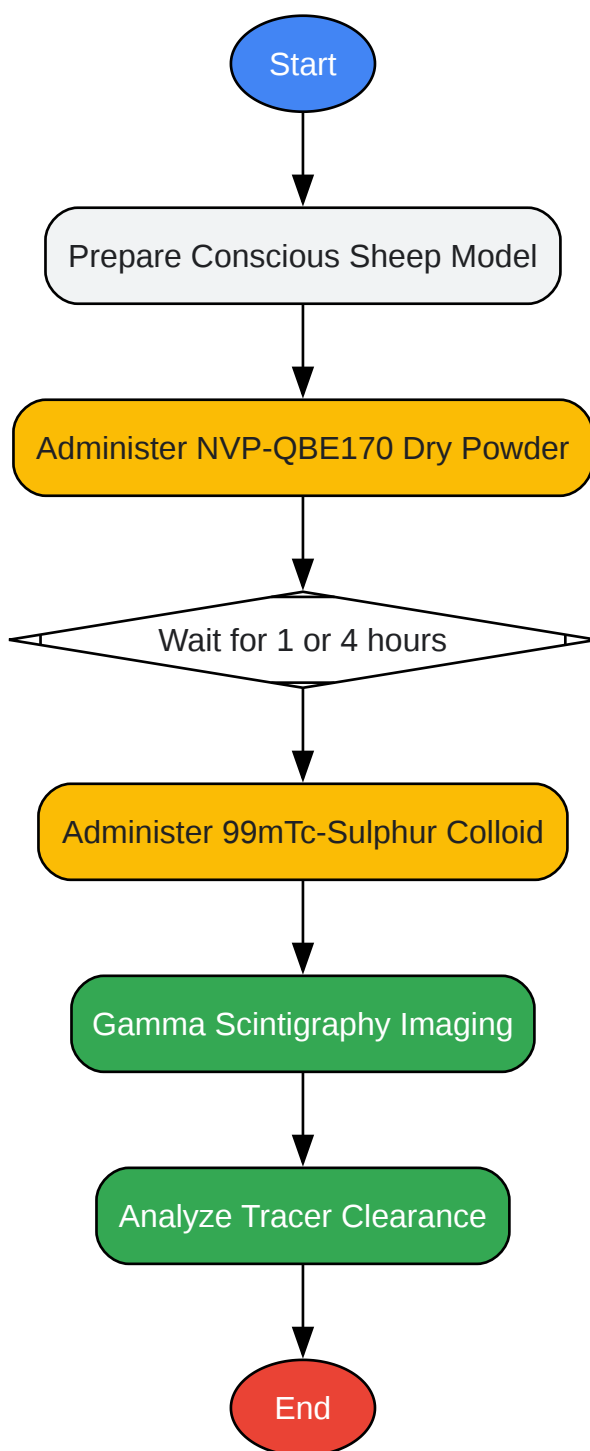 Start
Prepare Conscious Sheep Model
Administer NVP-QBE170 Dry Powder
Wait for 1 or 4 hours
Administer 99mTc-Sulphur Colloid
Gamma Scintigraphy Imaging
Analyze Tracer Clearance
End